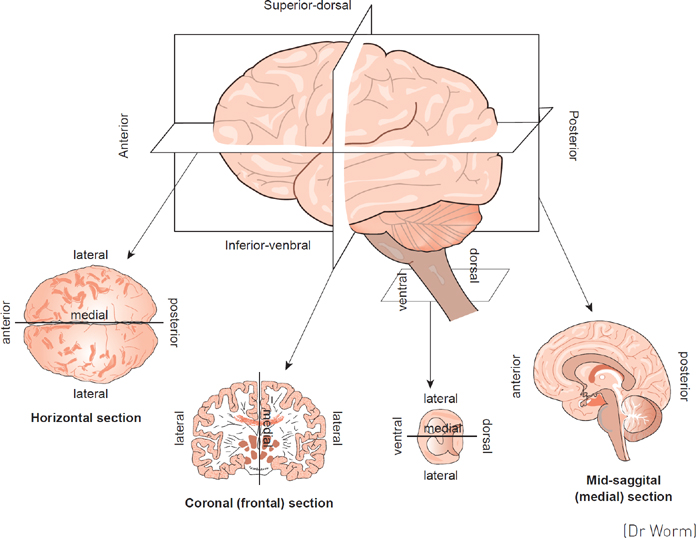 Superior-dorsal
Anterior
Posterior
Inferior-venbral
dorsal
ventral
lateral
anterior
medial
posterior
lateral
Horizontal section
lateral
medial
lateral
Coronal (frontal) section
lateral
ventral
medial
dorsal
lateral
anterior
posterior
Mid-saggital
(medial) section
(Dr Worm)